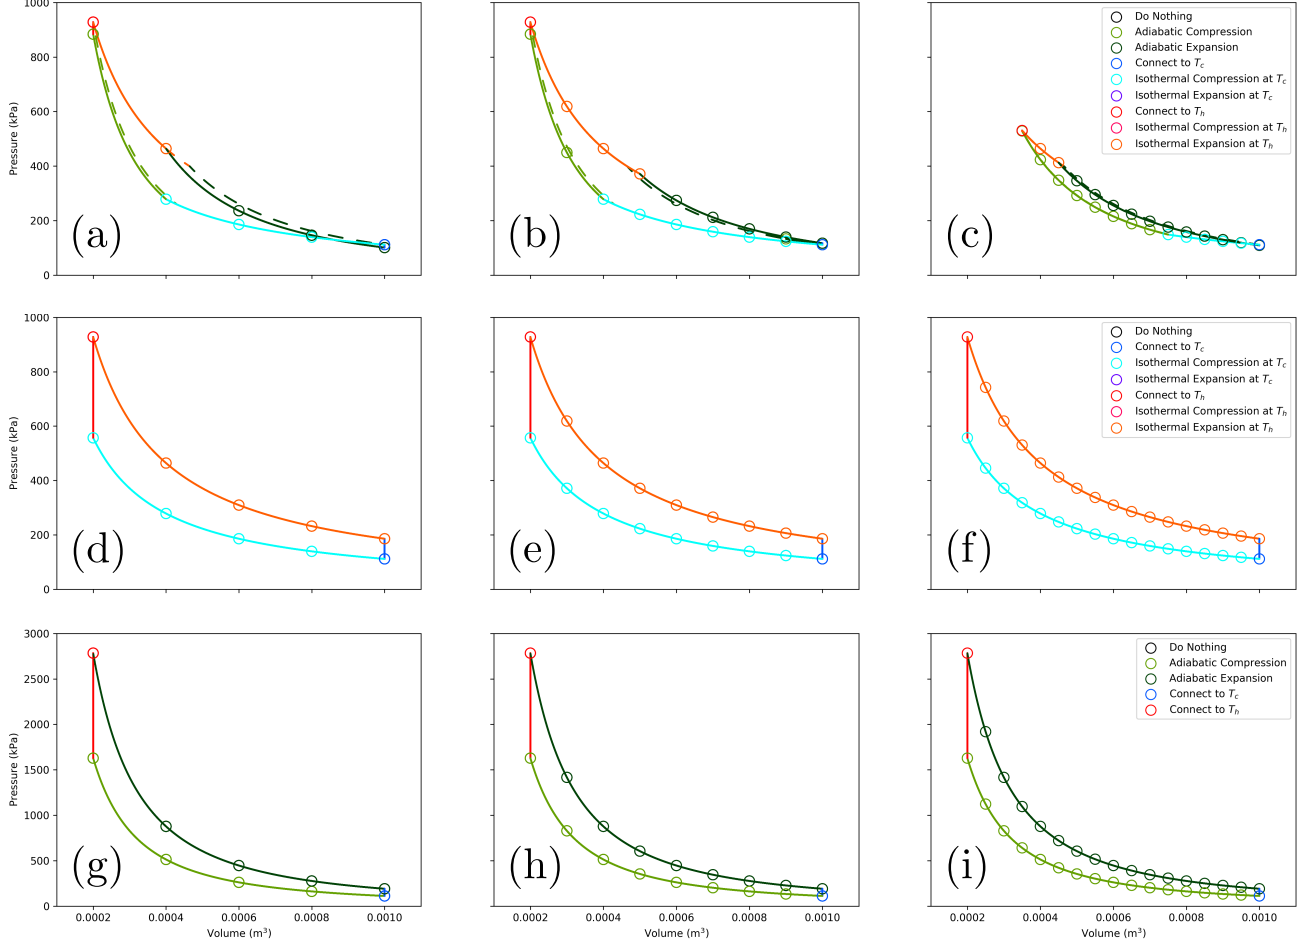 1000
800
600
400
200
0
Pressure (kPa)
(a)
(b)
(c)
Do Nothing
Adiabatic Compression
Adiabatic Expansion
Connect to $T_c$
Isothermal Compression at $T_c$
Isothermal Expansion at $T_c$
Connect to $T_h$
Isothermal Compression at $T_h$
Isothermal Expansion at $T_h$
1000
800
600
400
200
0
Pressure (kPa)
(d)
(e)
(f)
Do Nothing
Connect to $T_c$
Isothermal Compression at $T_c$
Isothermal Expansion at $T_c$
Connect to $T_h$
Isothermal Compression at $T_h$
Isothermal Expansion at $T_h$
3000
2500
2000
1500
1000
500
0
Pressure (kPa)
(g)
(h)
(i)
Do Nothing
Adiabatic Compression
Adiabatic Expansion
Connect to $T_c$
Connect to $T_h$
0.0002 0.0004 0.0006 0.0008 0.0010
0.0002 0.0004 0.0006 0.0008 0.0010
0.0002 0.0004 0.0006 0.0008 0.0010
Volume (m³)
Volume (m³)
Volume (m³)